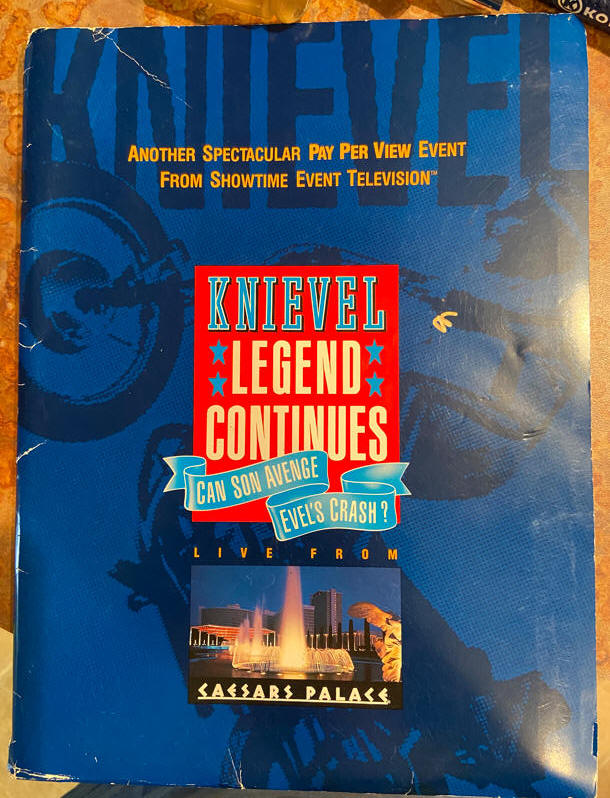 KNIEVEL
ANOTHER SPECTACULAR PAY PER VIEW EVENT
FROM SHOWTIME EVENT TELEVISION™
KNIEVEL
LEGEND
CONTINUES
CAN SON AVENGE
EVEL'S CRASH?
LIVE FROM
CAESARS PALACE